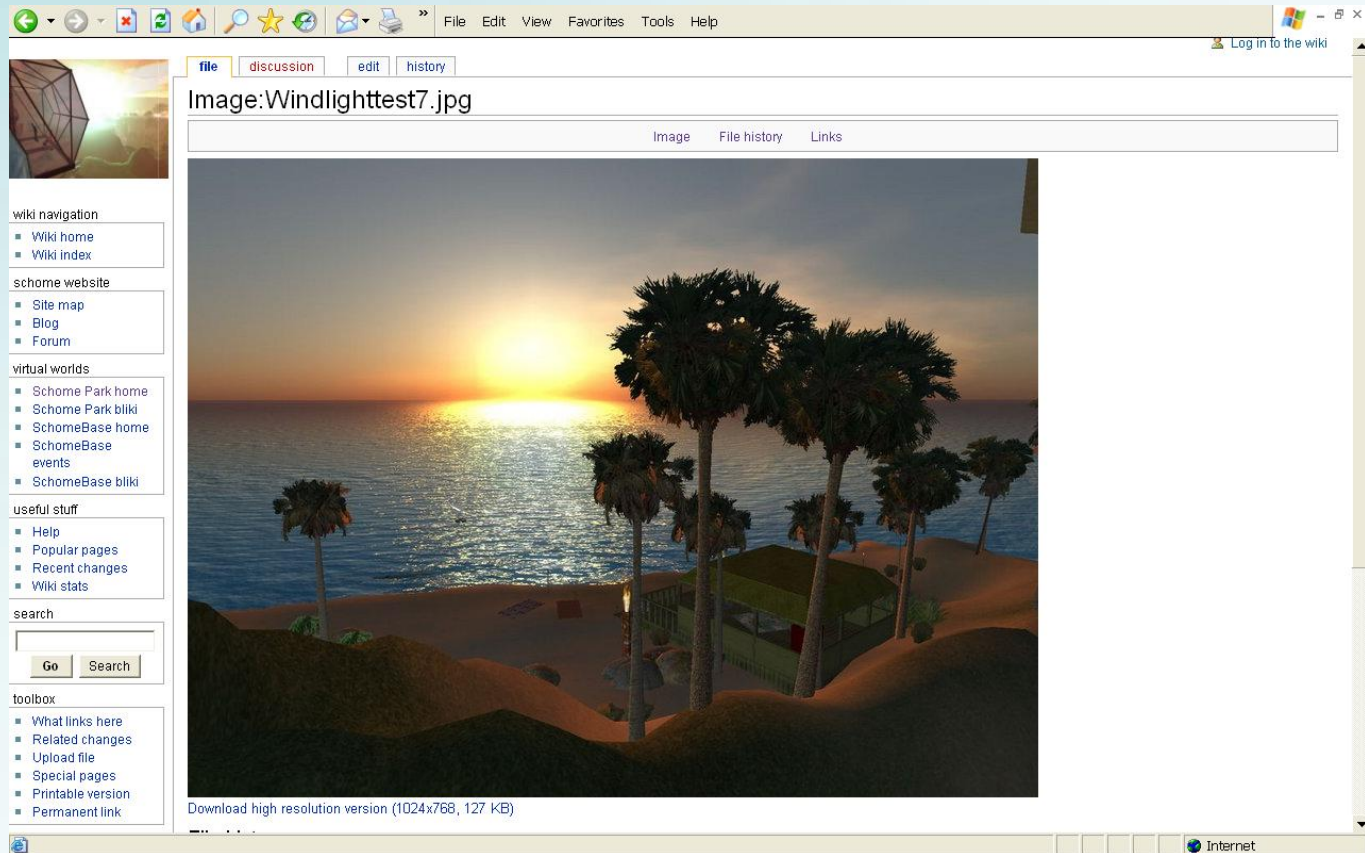 » File Edit View Favorites Tools Help
Log in to the wiki
file discussion edit history
Image:Windlighttest7.jpg
Image File history Links
wiki navigation
Wiki home
Wiki index
schome website
Site map
Blog
Forum
virtual worlds
Schome Park home
Schome Park bliki
SchomeBase home
SchomeBase
events
SchomeBase bliki
useful stuff
Help
Popular pages
Recent changes
Wiki stats
search
Go Search
toolbox
What links here
Related changes
Upload file
Special pages
Printable version
Permanent link
Download high resolution version (1024x768, 127 KB)
Internet